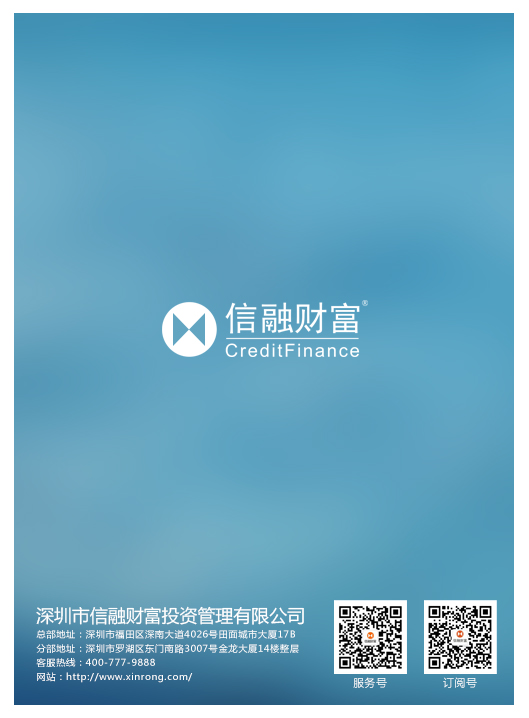 信融财富®
CreditFinance
深圳市信融财富投资管理有限公司
总部地址：深圳市福田区深南大道4026号田面城市大厦17B
分部地址：深圳市罗湖区东门南路3007号金龙大厦14楼整层
客服热线：400-777-9888
网站：http://www.xinrong.com/
服务号
订阅号